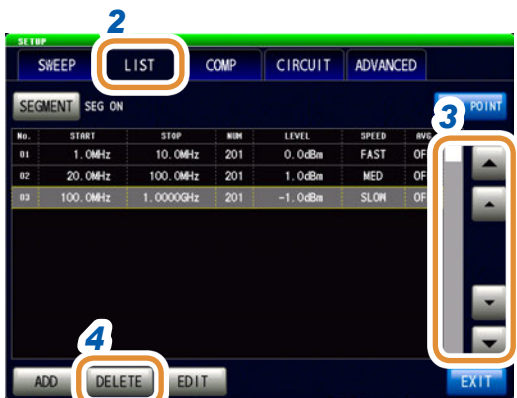 2
SETUP
SWEEP LIST COMP CIRCUIT ADVANCED
SEGMENT SEG ON POINT
3
No. START STOP NUM LEVEL SPEED AVG
01 1.0MHz 10.0MHz 201 0.0dBm FAST OF
02 20.0MHz 100.0MHz 201 1.0dBm MED OF
03 100.0MHz 1.0000GHz 201 -1.0dBm SLOW OF
4
ADD DELETE EDIT EXIT